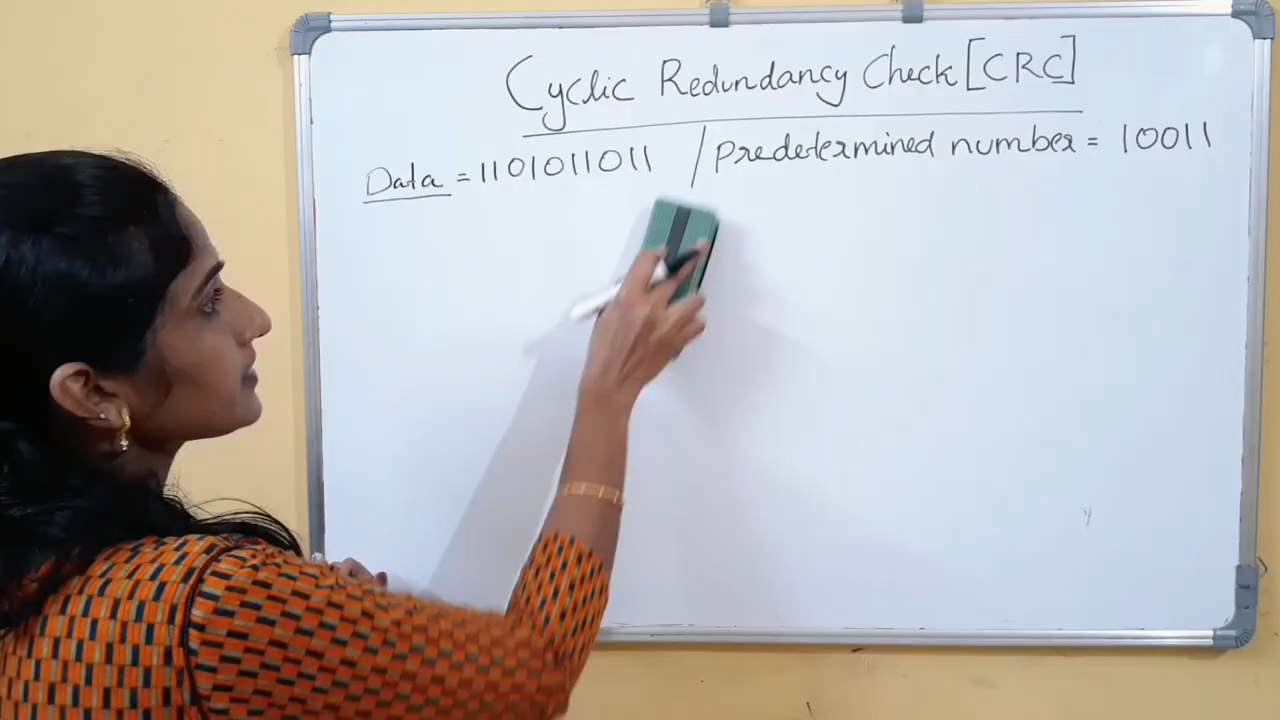 Cyclic Redundancy Check [CRC]
Data = 1101011011 / Predetermined number = 10011